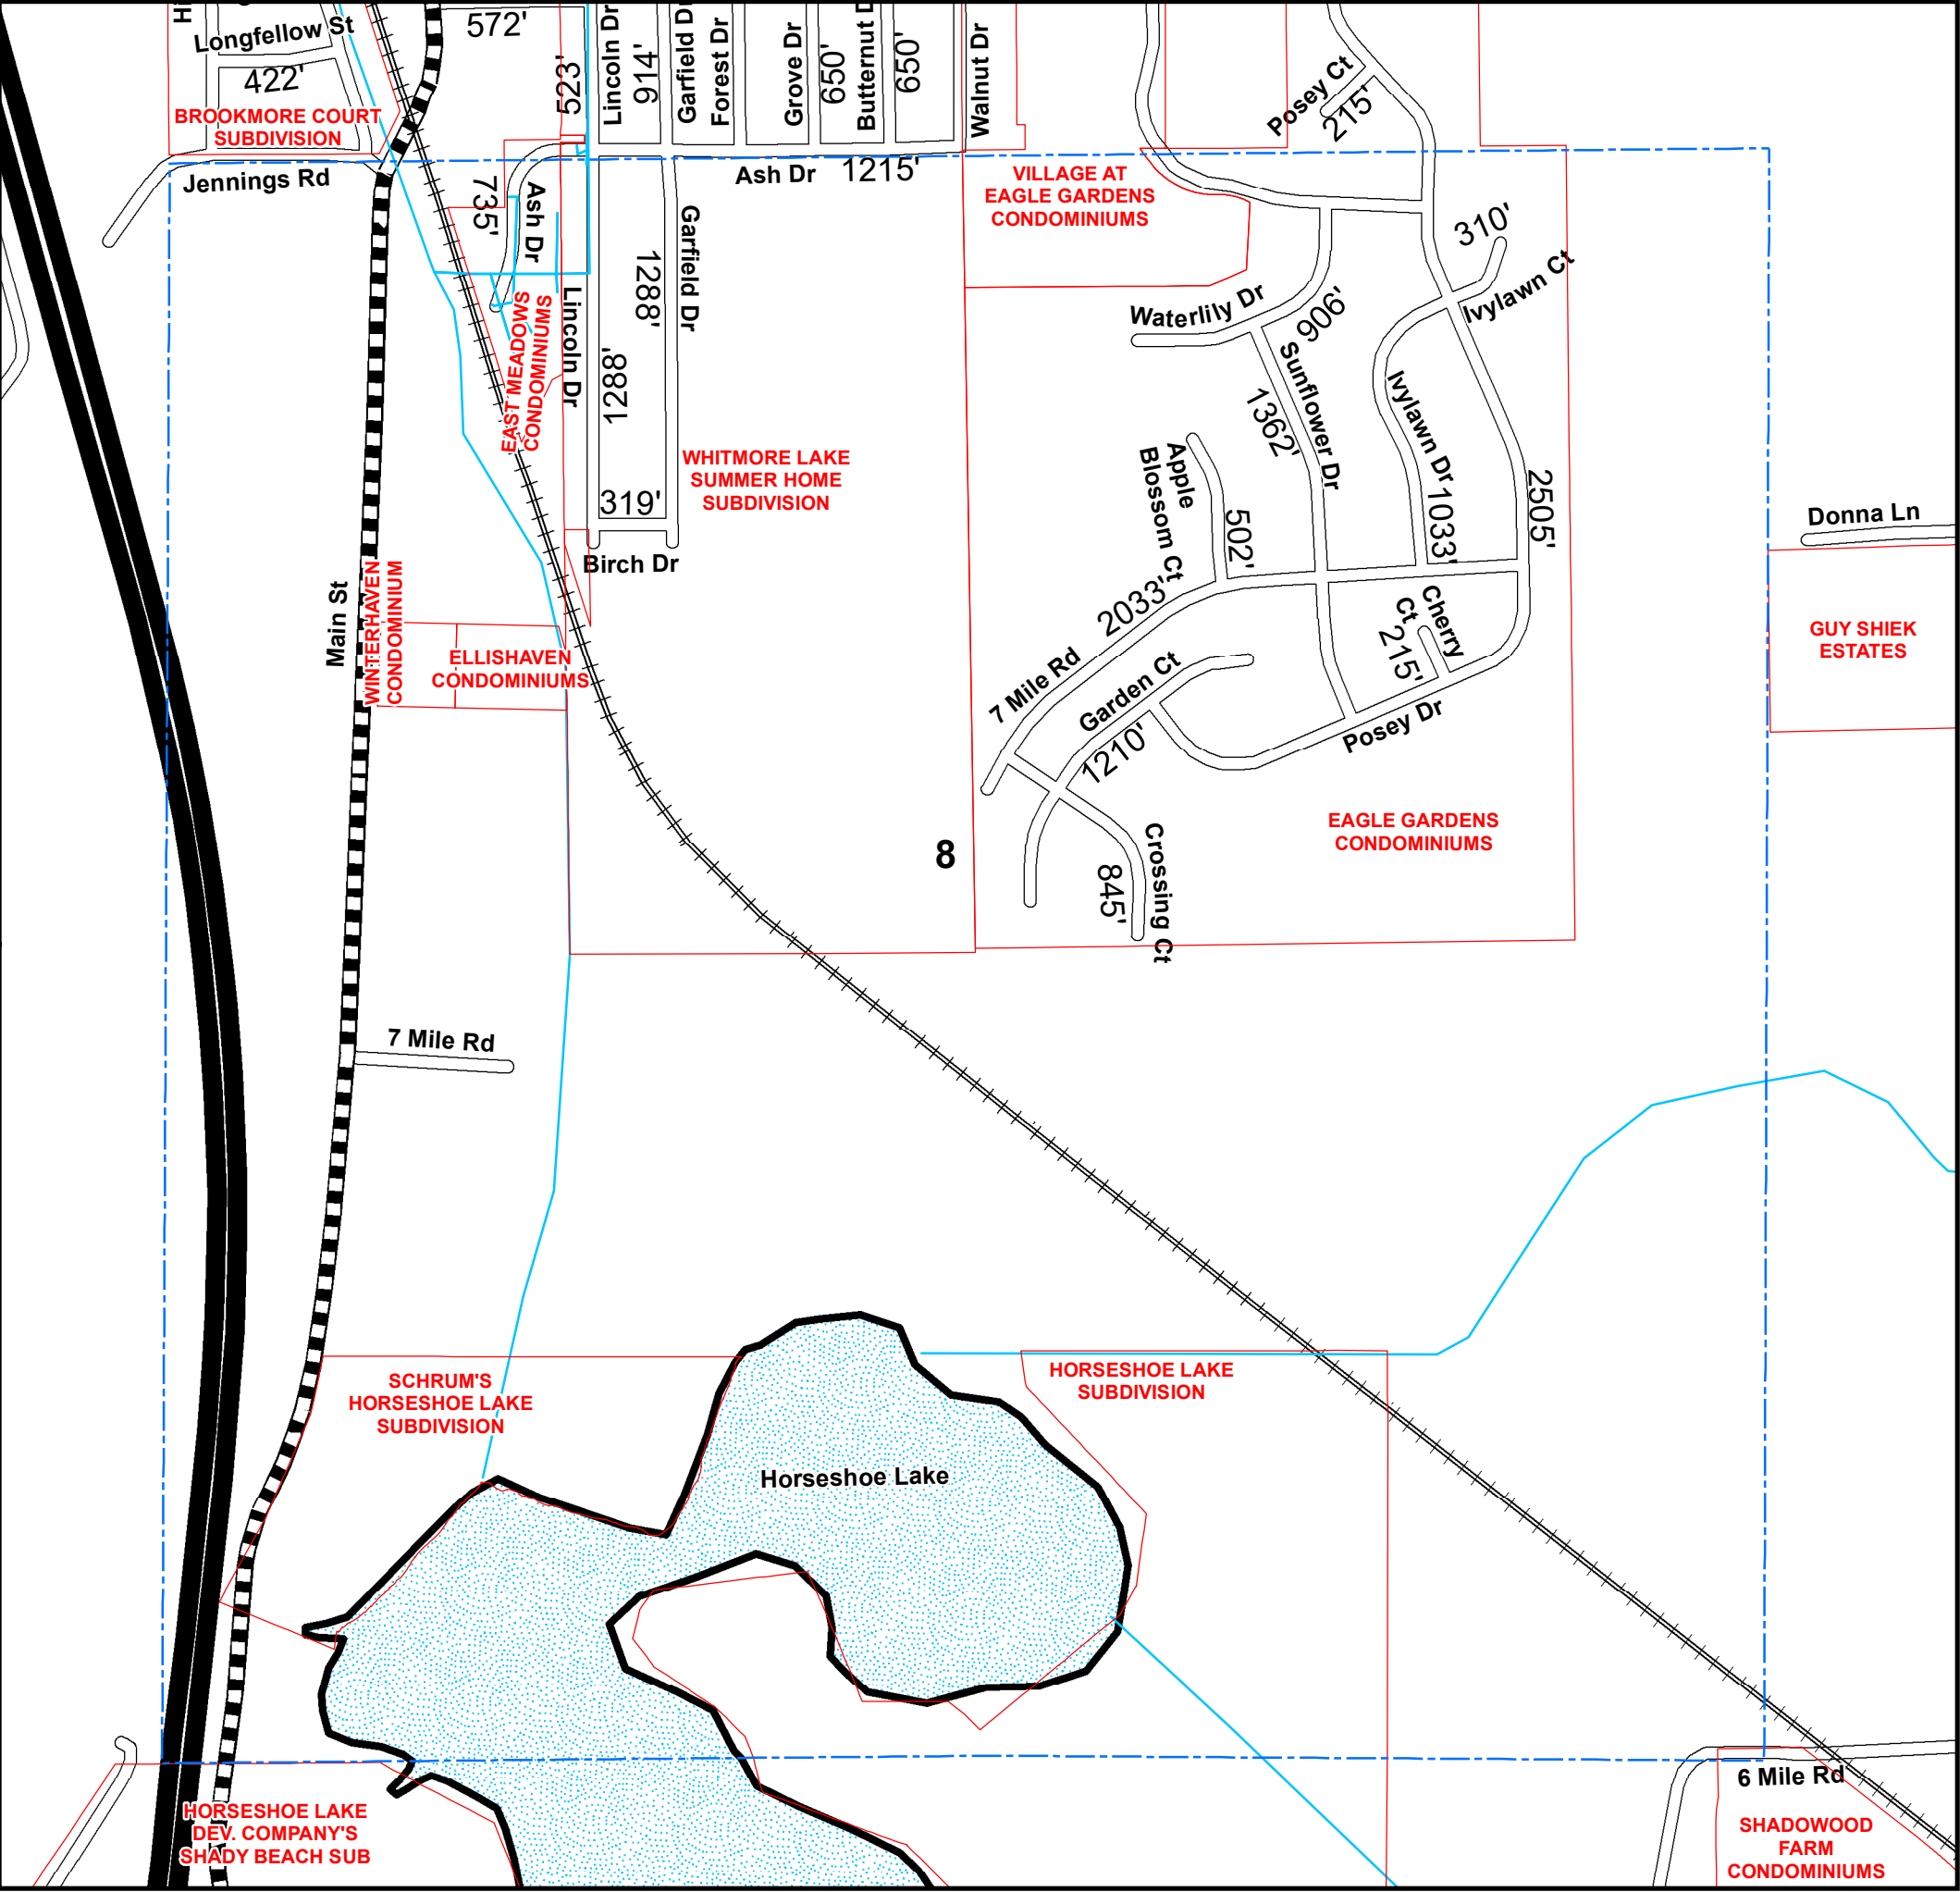 Longfellow St
422'
BROOKMORE COURT
SUBDIVISION
Jennings Rd
572'
523'
Lincoln Dr
914'
Garfield Dr
Forest Dr
Grove Dr
650'
Butternut D
650'
Walnut Dr
Ash Dr
1215'
Posey Ct
215'
VILLAGE AT
EAGLE GARDENS
CONDOMINIUMS
735'
Ash Dr
EAST MEADOWS
CONDOMINIUMS
Lincoln Dr
1288'
1288'
Garfield Dr
319'
Birch Dr
WHITMORE LAKE
SUMMER HOME
SUBDIVISION
310'
Ivylawn Ct
Waterlily Dr
906'
Sunflower Dr
1362'
Ivylawn Dr
1033'
2505'
Apple
Blossom Ct
502'
2033'
7 Mile Rd
Cherry
Ct
215'
Garden Ct
1210'
Posey Dr
Crossing Ct
845'
EAGLE GARDENS
CONDOMINIUMS
Donna Ln
GUY SHIEK
ESTATES
Main St
WINTERHAVEN
CONDOMINIUM
ELLISHAVEN
CONDOMINIUMS
8
7 Mile Rd
SCHRUM'S
HORSESHOE LAKE
SUBDIVISION
HORSESHOE LAKE
SUBDIVISION
Horseshoe Lake
HORSESHOE LAKE
DEV. COMPANY'S
SHADY BEACH SUB
6 Mile Rd
SHADOWOOD
FARM
CONDOMINIUMS